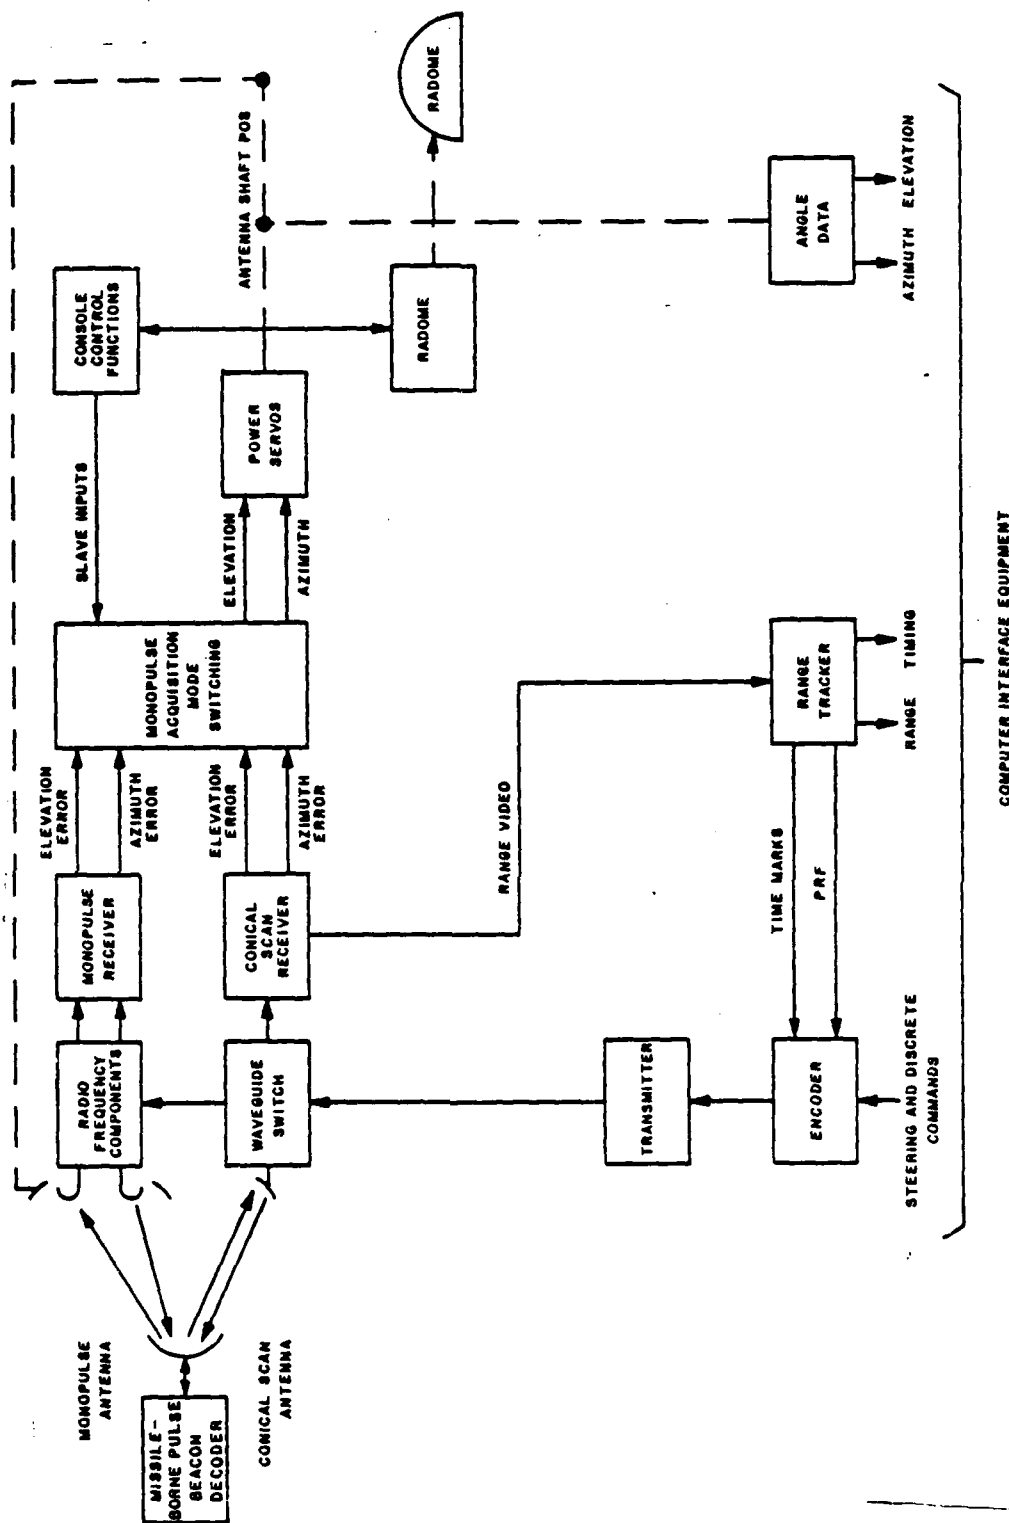 MISSILE-
BORNE PULSE
BEACON
DECODER
MONOPULSE
ANTENNA
CONICAL SCAN
ANTENNA
RADIO
FREQUENCY
COMPONENTS
WAVEGUIDE
SWITCH
TRANSMITTER
ENCODER
STEERING AND DISCRETE
COMMANDS
MONOPULSE
RECEIVER
CONICAL
SCAN
RECEIVER
ELEVATION
ERROR
AZIMUTH
ERROR
ELEVATION
ERROR
AZIMUTH
ERROR
RANGE VIDEO
TIME MARKS
PRF
MONOPULSE
ACQUISITION
MODE
SWITCHING
RANGE
TRACKER
RANGE
TIMING
SLAVE INPUTS
ELEVATION
AZIMUTH
CONSOLE
CONTROL
FUNCTIONS
POWER
SERVOS
RADOME
ANTENNA SHAFT POS
RADOME
ANGLE
DATA
AZIMUTH
ELEVATION
COMPUTER INTERFACE EQUIPMENT